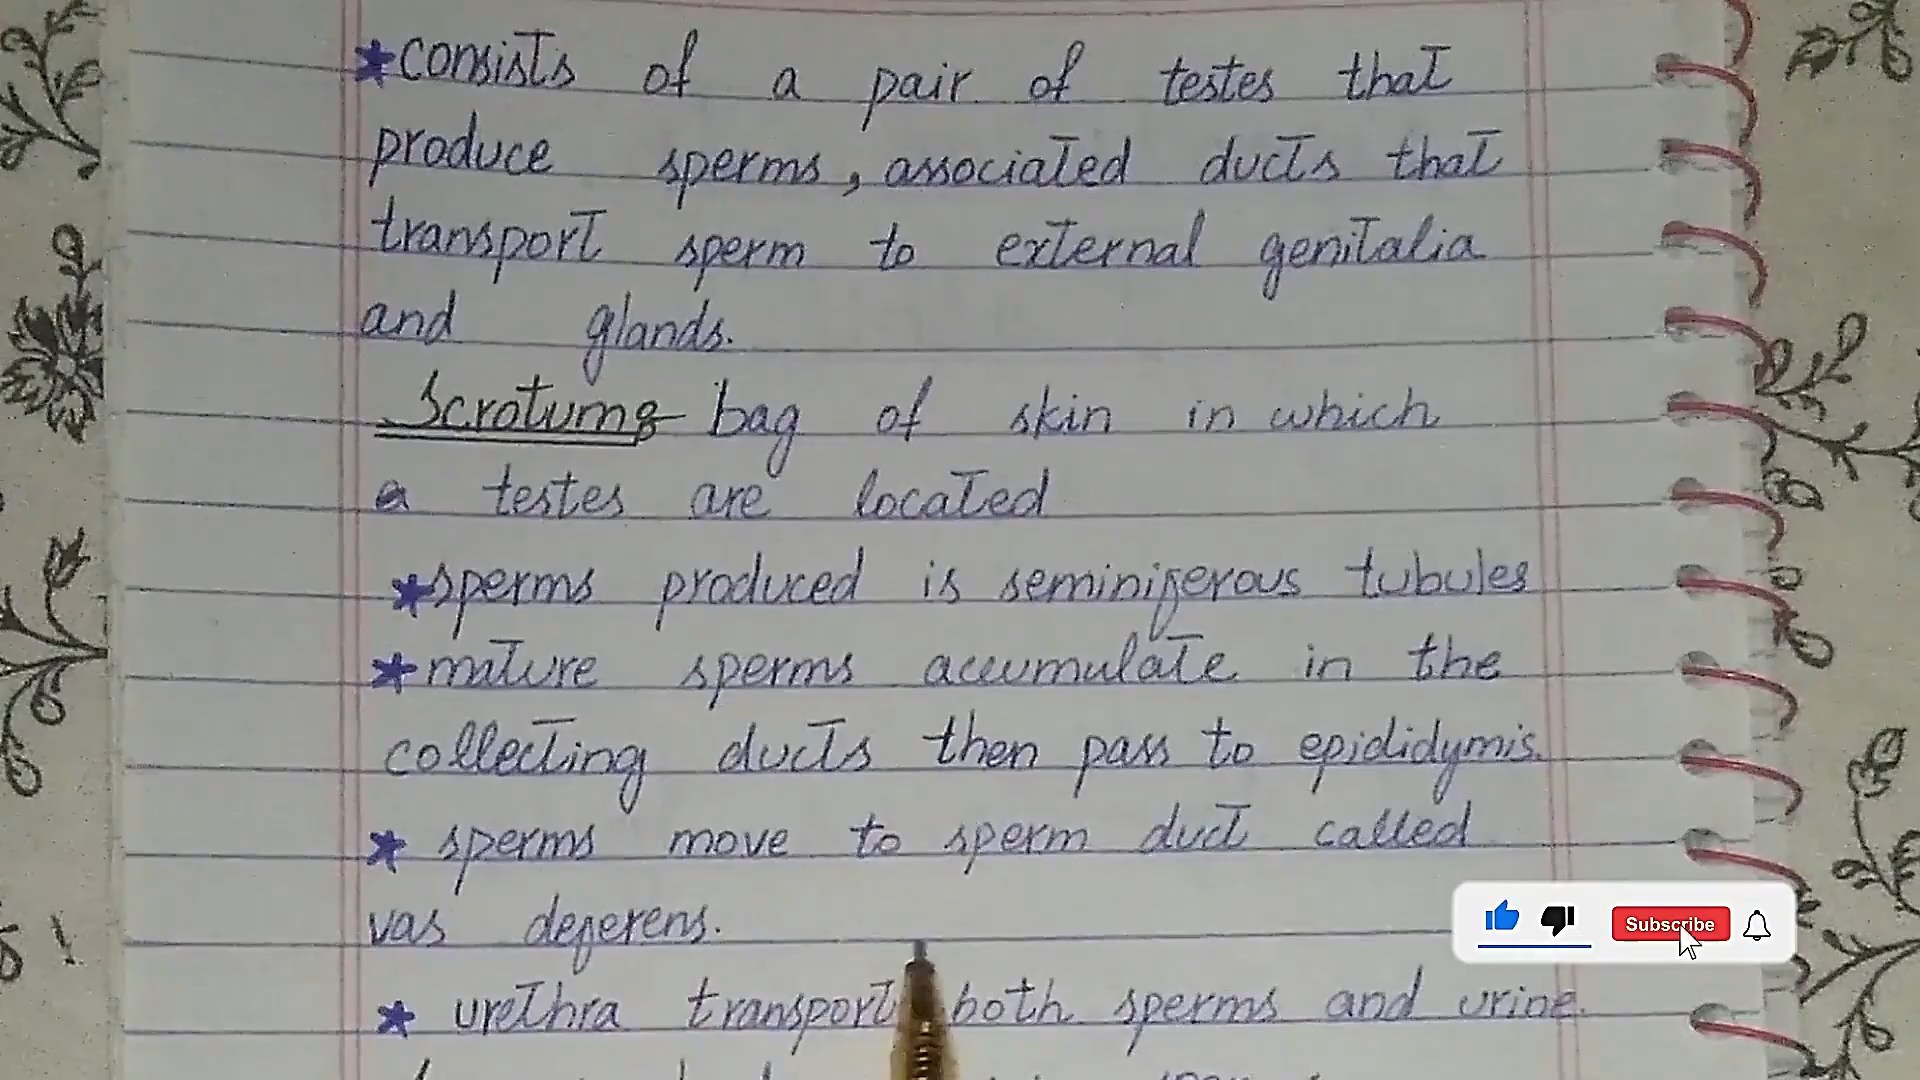 *consists of a pair of testes that
produce sperms, associated ducts that
transport sperm to external genitalia
and glands.
Scrotum:- bag of skin in which
a testes are located
*sperms produced is seminiferous tubules
*mature sperms accumulate in the
collecting ducts then pass to epididymis.
* sperms move to sperm duct called
vas deferens.
Subscribe
* urethra transport both sperms and urine.